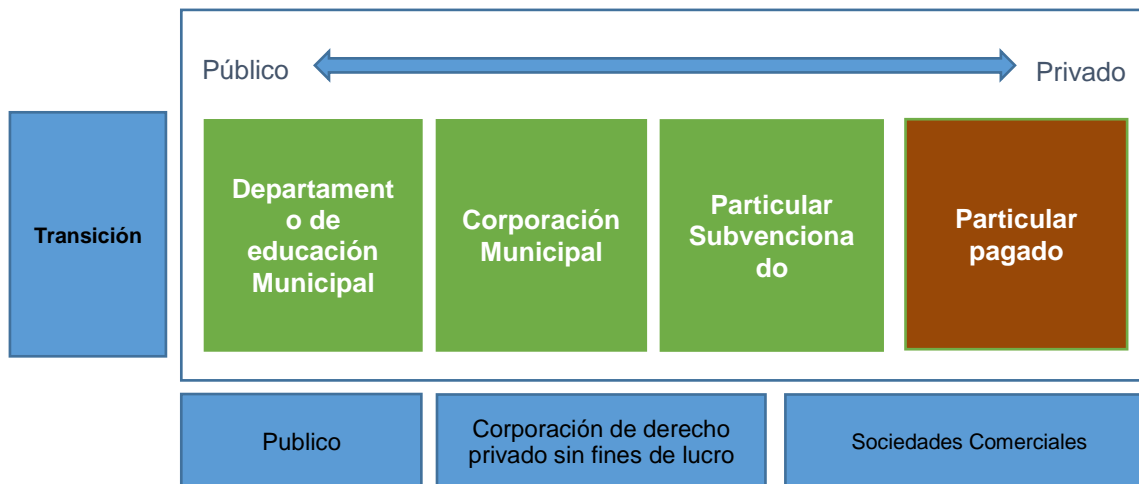 Público
Privado
Transición
Departament
o de
educación
Municipal
Corporación
Municipal
Particular
Subvenciona
do
Particular
pagado
Publico
Corporación de derecho
privado sin fines de lucro
Sociedades Comerciales